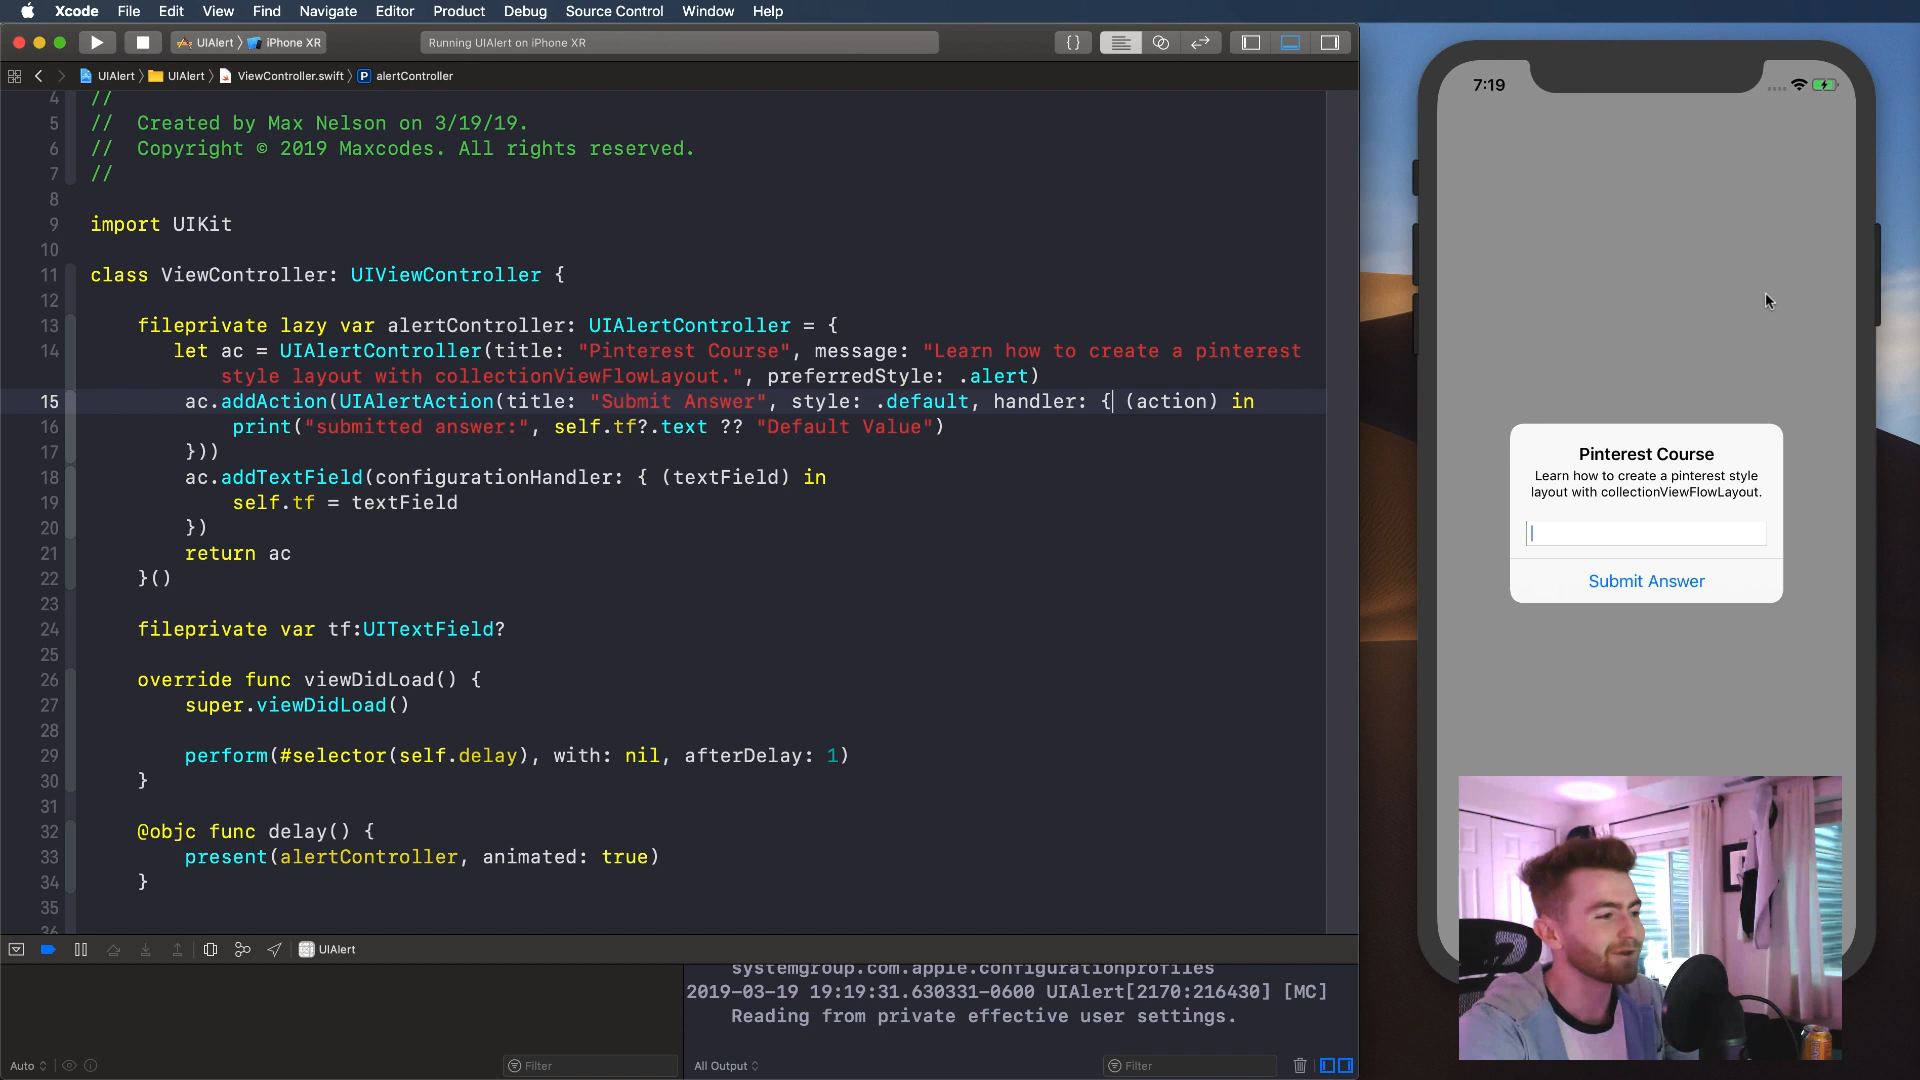 Xcode File Edit View Find Navigate Editor Product Debug Source Control Window Help
UIAlert iPhone XR
Running UIAlert on iPhone XR
{}
UIAlert UIAlert ViewController.swift P alertController
4 //
5 // Created by Max Nelson on 3/19/19.
6 // Copyright © 2019 Maxcodes. All rights reserved.
7 //
8
9 import UIKit
10
11 class ViewController: UIViewController {
12
13 fileprivate lazy var alertController: UIAlertController = {
14 let ac = UIAlertController(title: "Pinterest Course", message: "Learn how to create a pinterest
style layout with collectionViewFlowLayout.", preferredStyle: .alert)
15 ac.addAction(UIAlertAction(title: "Submit Answer", style: .default, handler: { (action) in
16 print("submitted answer:", self.tf?.text ?? "Default Value")
17 }))
18 ac.addTextField(configurationHandler: { (textField) in
19 self.tf = textField
20 })
21 return ac
22 }()
23
24 fileprivate var tf:UITextField?
25
26 override func viewDidLoad() {
27 super.viewDidLoad()
28
29 perform(#selector(self.delay), with: nil, afterDelay: 1)
30 }
31
32 @objc func delay() {
33 present(alertController, animated: true)
34 }
35
36
UIAlert
systemgroup.com.apple.configurationprofiles
2019-03-19 19:19:31.630331-0600 UIAlert[2170:216430] [MC]
Reading from private effective user settings.
Auto Filter All Output Filter
7:19
Pinterest Course
Learn how to create a pinterest style
layout with collectionViewFlowLayout.
Submit Answer